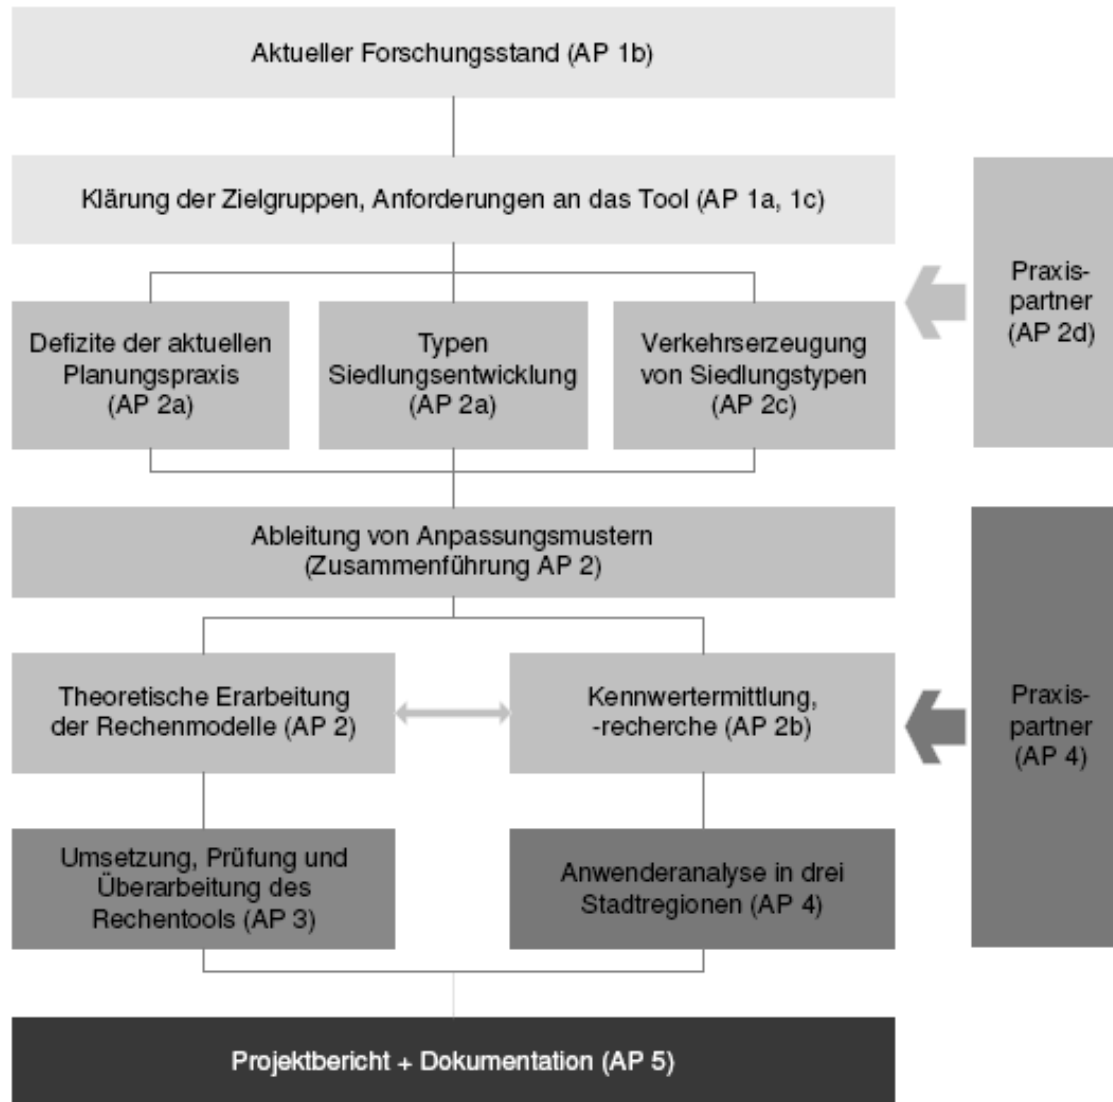 Aktueller Forschungsstand (AP 1b)
Klärung der Zielgruppen, Anforderungen an das Tool (AP 1a, 1c)
Defizite der aktuellen
Planungspraxis
(AP 2a)
Typen
Siedlungsentwicklung
(AP 2a)
Verkehrserzeugung
von Siedlungstypen
(AP 2c)
Praxis-
partner
(AP 2d)
Ableitung von Anpassungsmustern
(Zusammenführung AP 2)
Theoretische Erarbeitung
der Rechenmodelle (AP 2)
Kennwertermittlung,
-recherche (AP 2b)
Praxis-
partner
(AP 4)
Umsetzung, Prüfung und
Überarbeitung des
Rechentools (AP 3)
Anwenderanalyse in drei
Stadtregionen (AP 4)
Projektbericht + Dokumentation (AP 5)